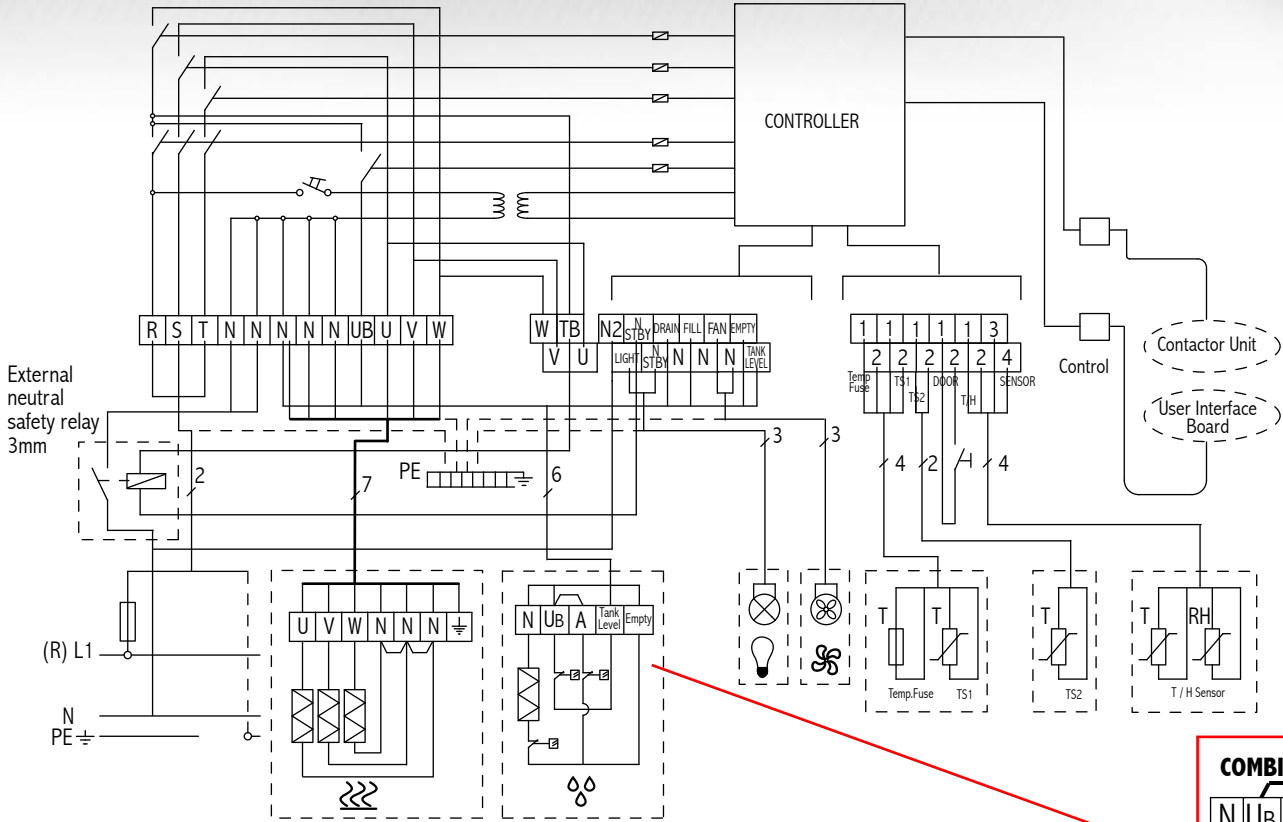 CONTROLLER
R S T N N N N N UB U V W
W TB
V U
N2 N STBY DRAIN FILL FAN EMPTY
LIGHT N STBY N N N TANK LEVEL
1 1 1 1 1 3
2 2 2 2 2 4
Temp Fuse TS1 TS2 DOOR T/H SENSOR
Control
Contactor Unit
User Interface
Board
External
neutral
safety relay
3mm
2
7
PE
6
3
3
4
2
4
(R) L1
N
PE
U V W N N N
N UB A Tank Level Empty
T T
Temp.Fuse TS1
T
TS2
T RH
T / H Sensor
COMBI
N UB